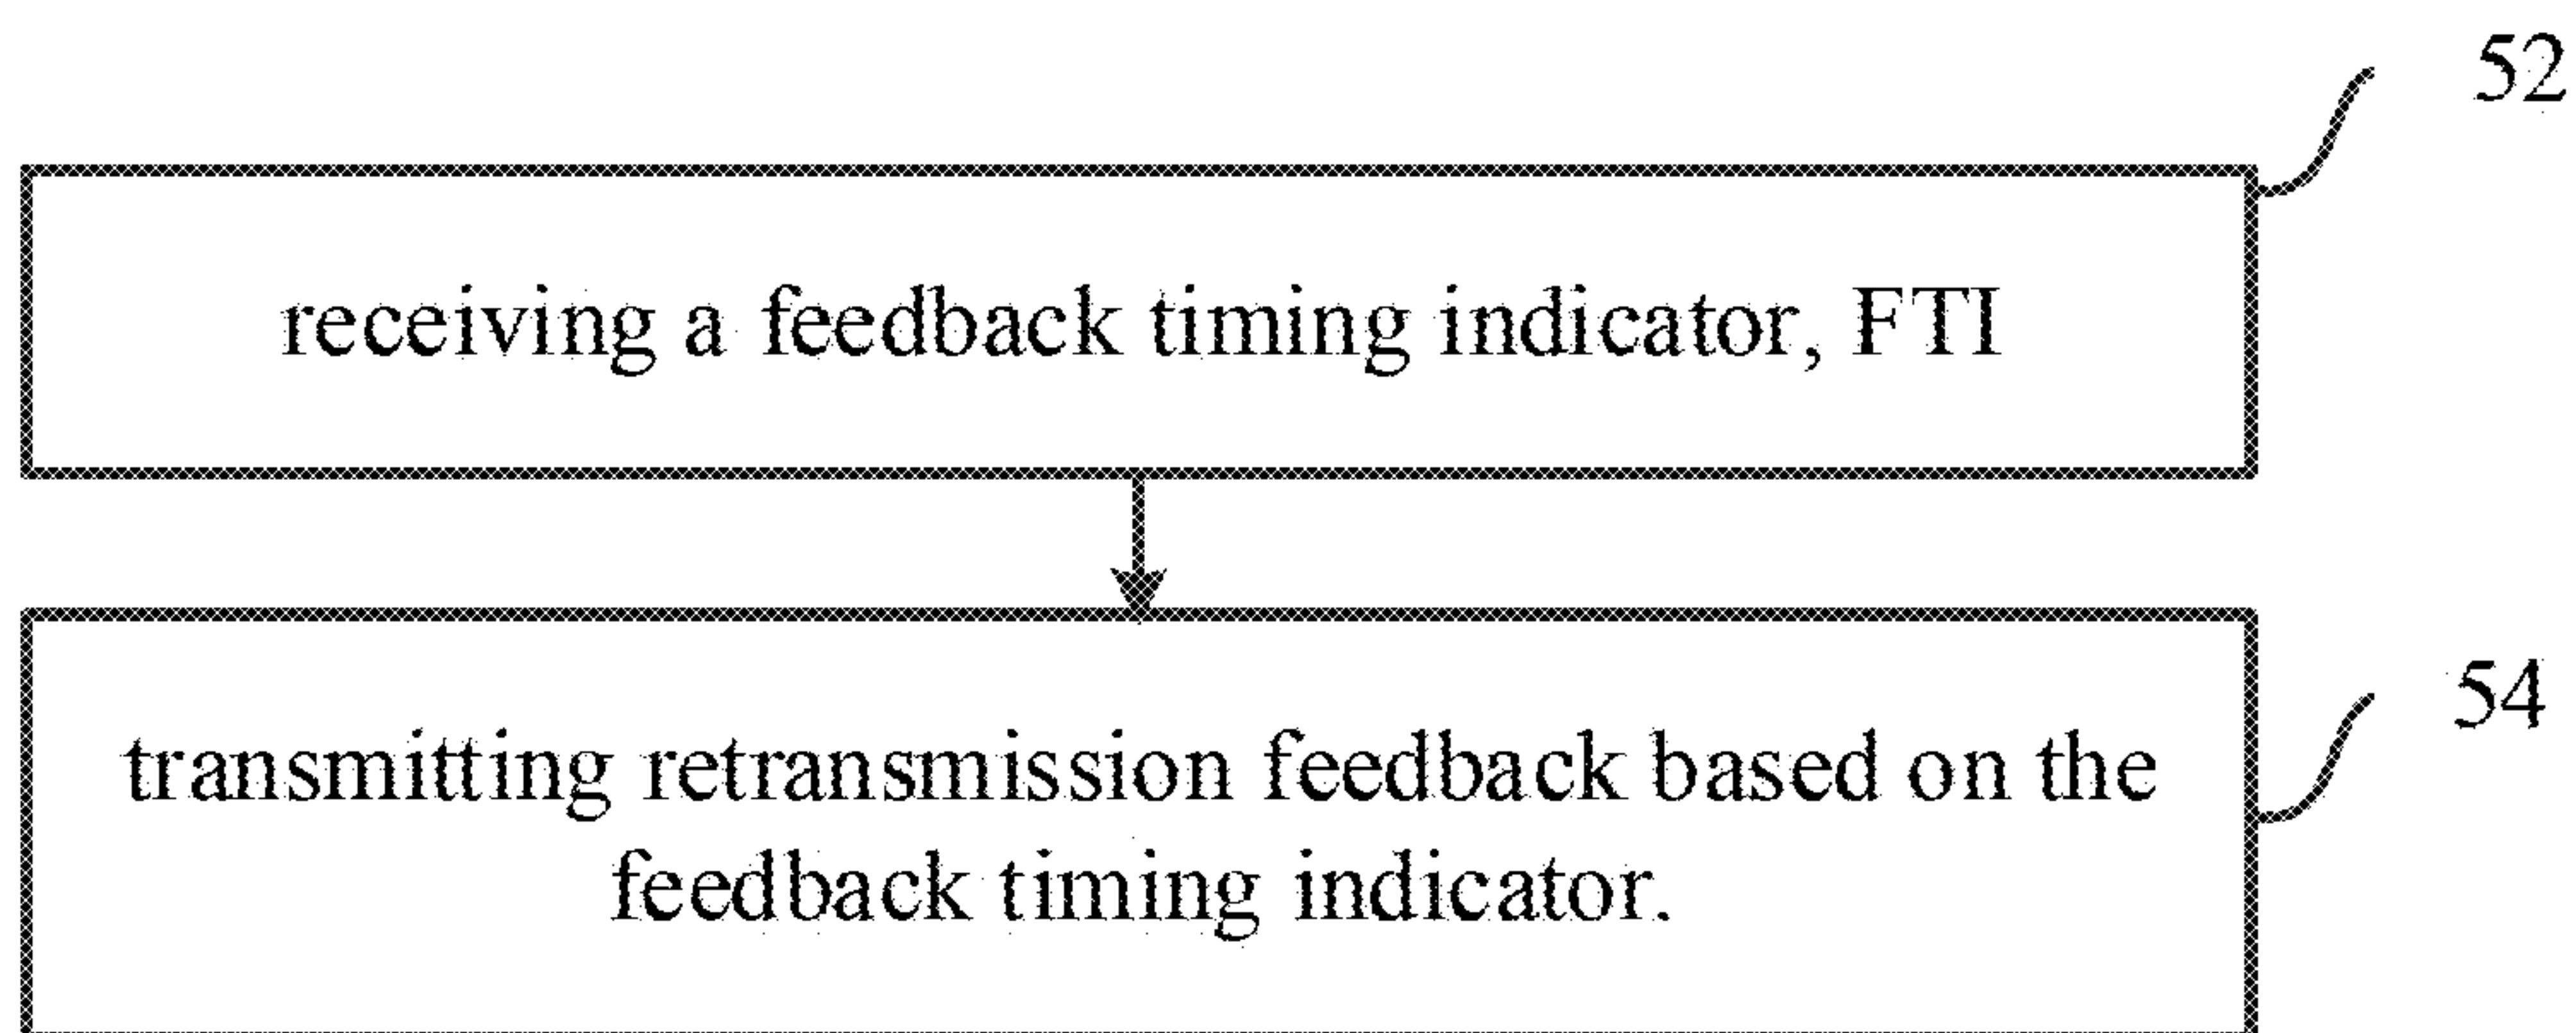 52
receiving a feedback timing indicator, FTI
54
transmitting retransmission feedback based on the
feedback timing indicator.